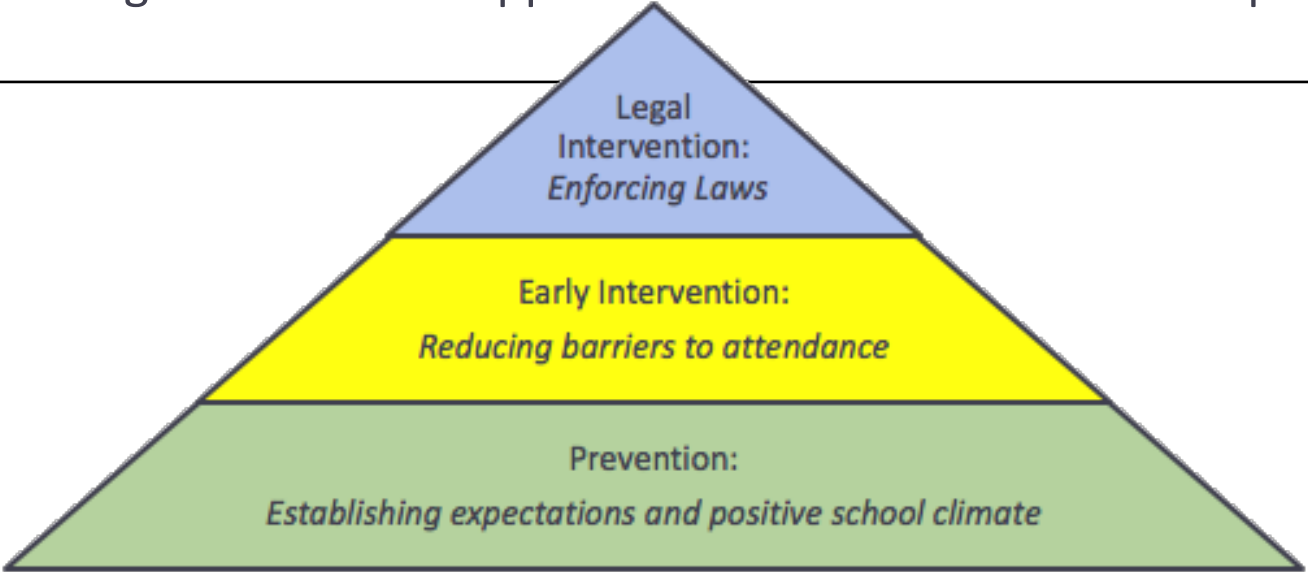 Legal
Intervention:
Enforcing Laws
Early Intervention:
Reducing barriers to attendance
Prevention:
Establishing expectations and positive school climate